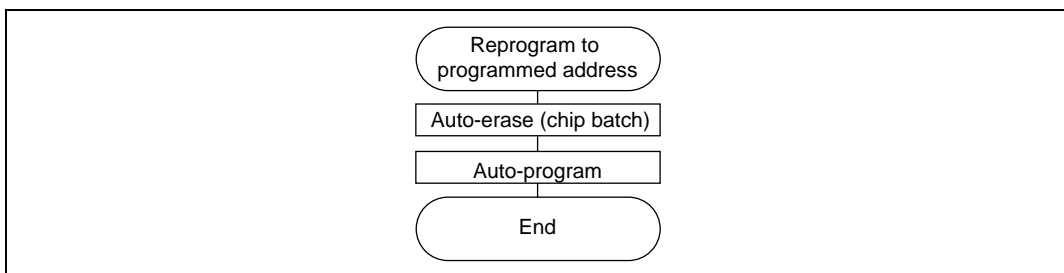 Reprogram to
programmed address
Auto-erase (chip batch)
Auto-program
End